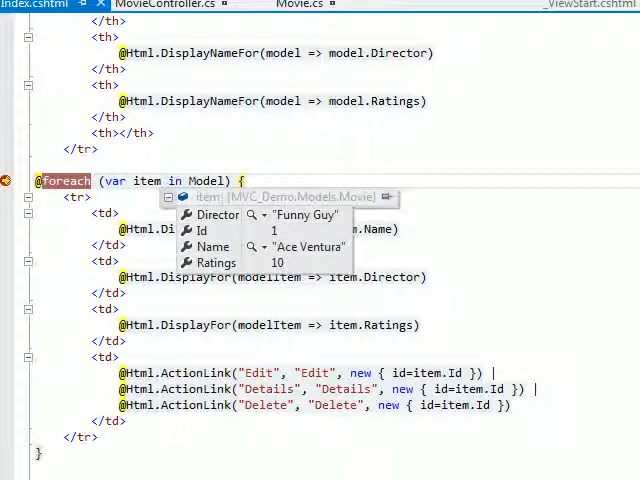 Index.cshtml MovieController.cs Movie.cs _ViewStart.cshtml
</th>
<th>
@Html.DisplayNameFor(model => model.Director)
</th>
<th>
@Html.DisplayNameFor(model => model.Ratings)
</th>
<th></th>
</tr>
@foreach (var item in Model) {
<tr> item {MVC_Demo.Models.Movie}
<td> Director "Funny Guy"
Id 1
@Html.Di m.Name)
</td> Name "Ace Ventura"
<td> Ratings 10
@Html.DisplayFor(modelItem => item.Director)
</td>
<td>
@Html.DisplayFor(modelItem => item.Ratings)
</td>
<td>
@Html.ActionLink("Edit", "Edit", new { id=item.Id }) |
@Html.ActionLink("Details", "Details", new { id=item.Id }) |
@Html.ActionLink("Delete", "Delete", new { id=item.Id })
</td>
</tr>
}